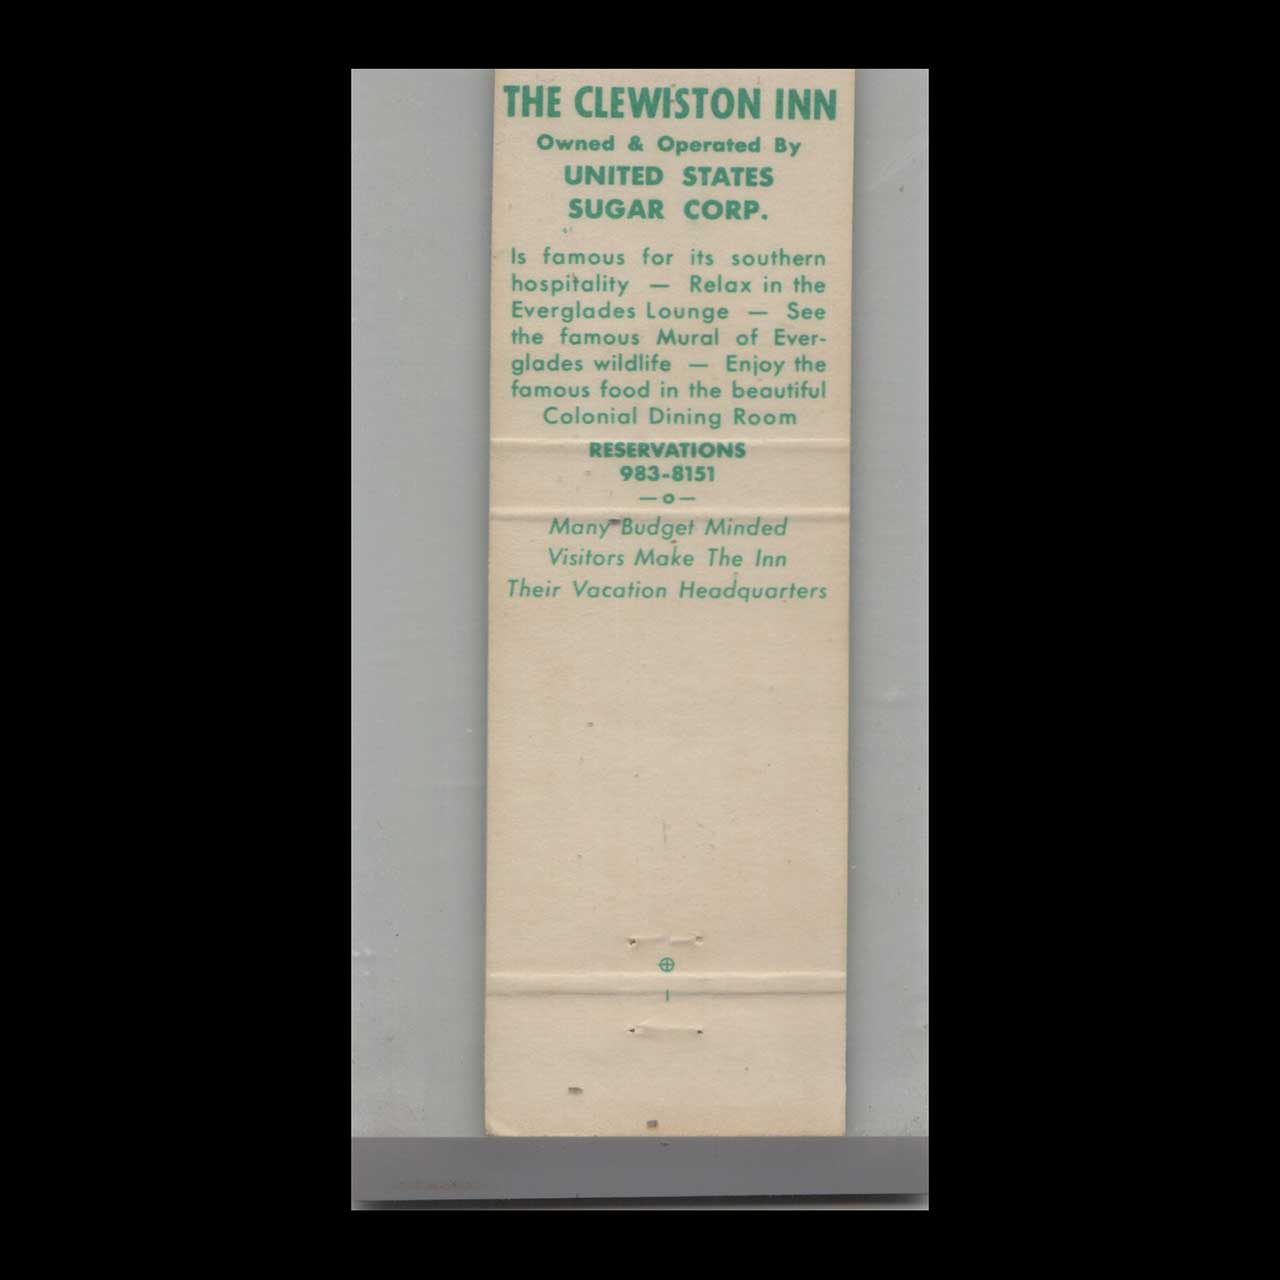 THE CLEWISTON INN
Owned & Operated By
UNITED STATES
SUGAR CORP.
Is famous for its southern
hospitality — Relax in the
Everglades Lounge — See
the famous Mural of Ever-
glades wildlife — Enjoy the
famous food in the beautiful
Colonial Dining Room
RESERVATIONS
983-8151
—o—
Many Budget Minded
Visitors Make The Inn
Their Vacation Headquarters